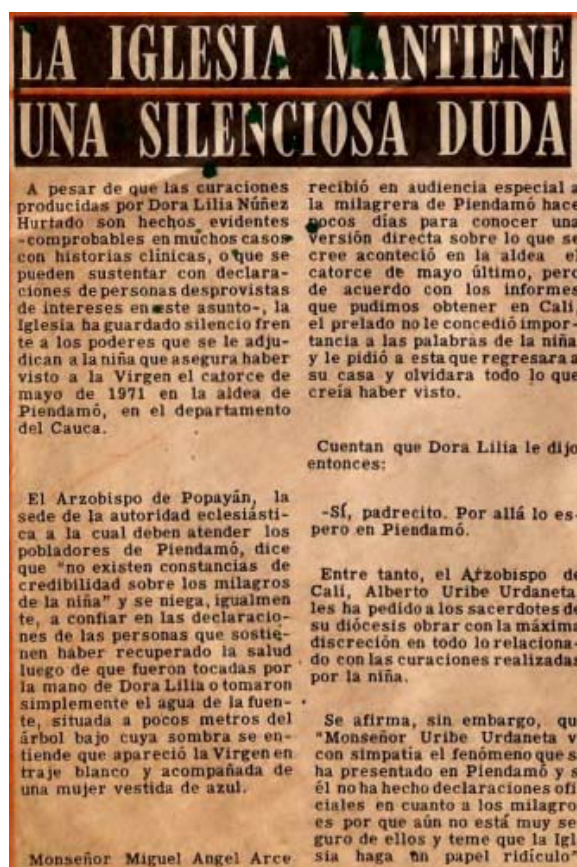 LA IGLESIA MANTIENE
UNA SILENCIOSA DUDA
A pesar de que las curaciones
producidas por Dora Lilia Núñez
Hurtado son hechos evidentes
-comprobables en muchos casos
con historias clínicas, o que se
pueden sustentar con declara-
ciones de personas desprovistas
de intereses en este asunto-, la
Iglesia ha guardado silencio fren
te a los poderes que se le adju-
dican a la niña que asegura haber
visto a la Virgen el catorce de
mayo de 1971 en la aldea de
Piendamó, en el departamento
del Cauca.
El Arzobispo de Popayán, la
sede de la autoridad eclesiásti-
ca a la cual deben atender los
pobladores de Piendamó, dice
que "no existen constancias de
credibilidad sobre los milagros
de la niña" y se niega, igualmen
te, a confiar en las declaracio-
nes de las personas que sostie-
nen haber recuperado la salud
luego de que fueron tocadas por
la mano de Dora Lilia o tomaron
simplemente el agua de la fuen-
te, situada a pocos metros del
árbol bajo cuya sombra se en-
tiende que apareció la Virgen en
traje blanco y acompañada de
una mujer vestida de azul.
Monseñor Miguel Angel Arce
recibió en audiencia especial a
la milagrera de Piendamó hace
pocos días para conocer una
versión directa sobre lo que se
cree aconteció en la aldea el
catorce de mayo último, pero
de acuerdo con los informes
que pudimos obtener en Cali,
el prelado no le concedió impor-
tancia a las palabras de la niña
y le pidió a esta que regresara a
su casa y olvidara todo lo que
creía haber visto.
Cuentan que Dora Lilia le dijo
entonces:
-Sí, padrecito. Por allá lo es-
pero en Piendamó.
Entre tanto, el Arzobispo de
Cali, Alberto Uribe Urdaneta,
les ha pedido a los sacerdotes de
su diócesis obrar con la máxima
discreción en todo lo relaciona-
do con las curaciones realizadas
por la niña.
Se afirma, sin embargo, qu
"Monseñor Uribe Urdaneta v
con simpatía el fenómeno que s
ha presentado en Piendamó y s
él no ha hecho declaraciones ofi
ciales en cuanto a los milagro
es por que aún no está muy se
guro de ellos y teme que la Igl
sia haga un papel ridículo